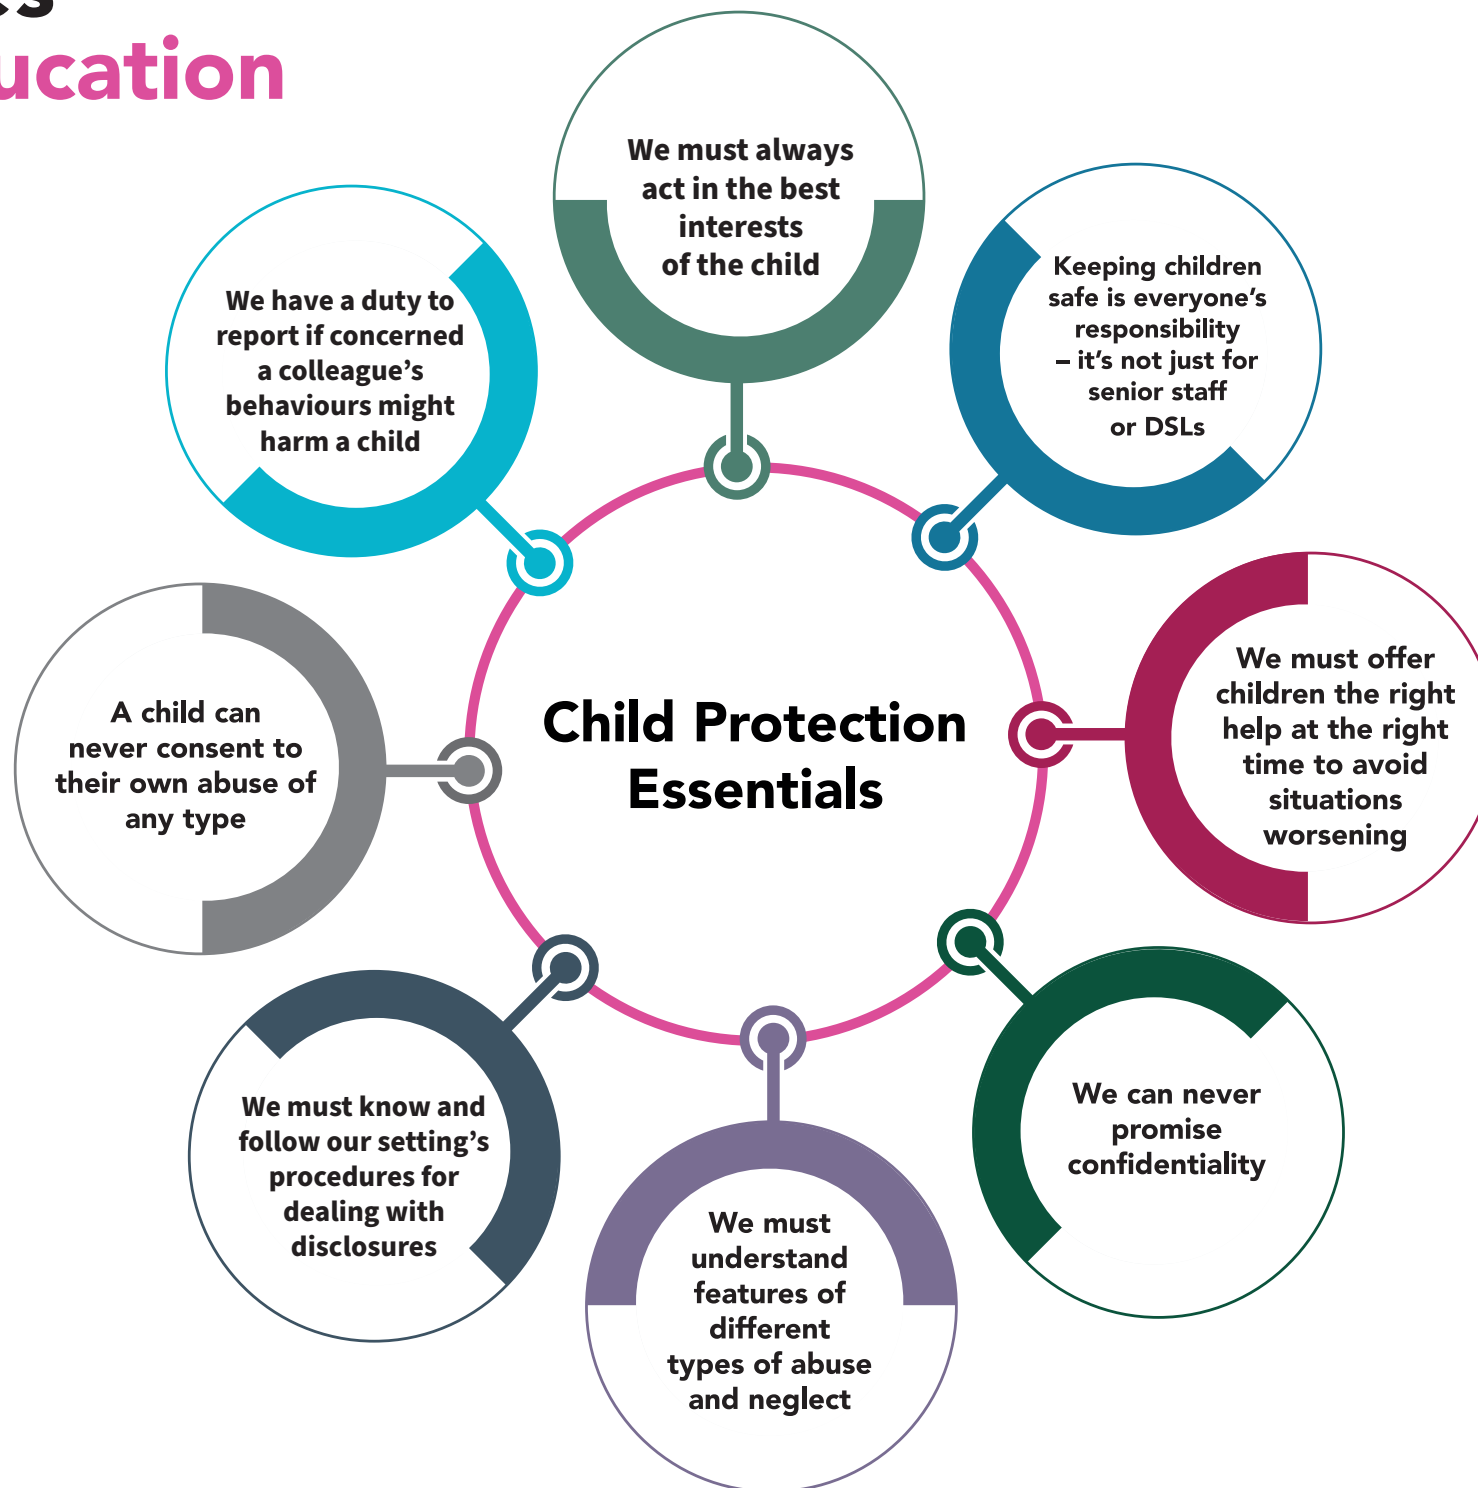 ucation
We must always
act in the best
interests
of the child
Keeping children
safe is everyone’s
responsibility
– it’s not just for
senior staff
or DSLs
We must offer
children the right
help at the right
time to avoid
situations
worsening
We can never
promise
confidentiality
We must
understand
features of
different
types of abuse
and neglect
We must know and
follow our setting’s
procedures for
dealing with
disclosures
A child can
never consent to
their own abuse of
any type
We have a duty to
report if concerned
a colleague’s
behaviours might
harm a child
Child Protection
Essentials